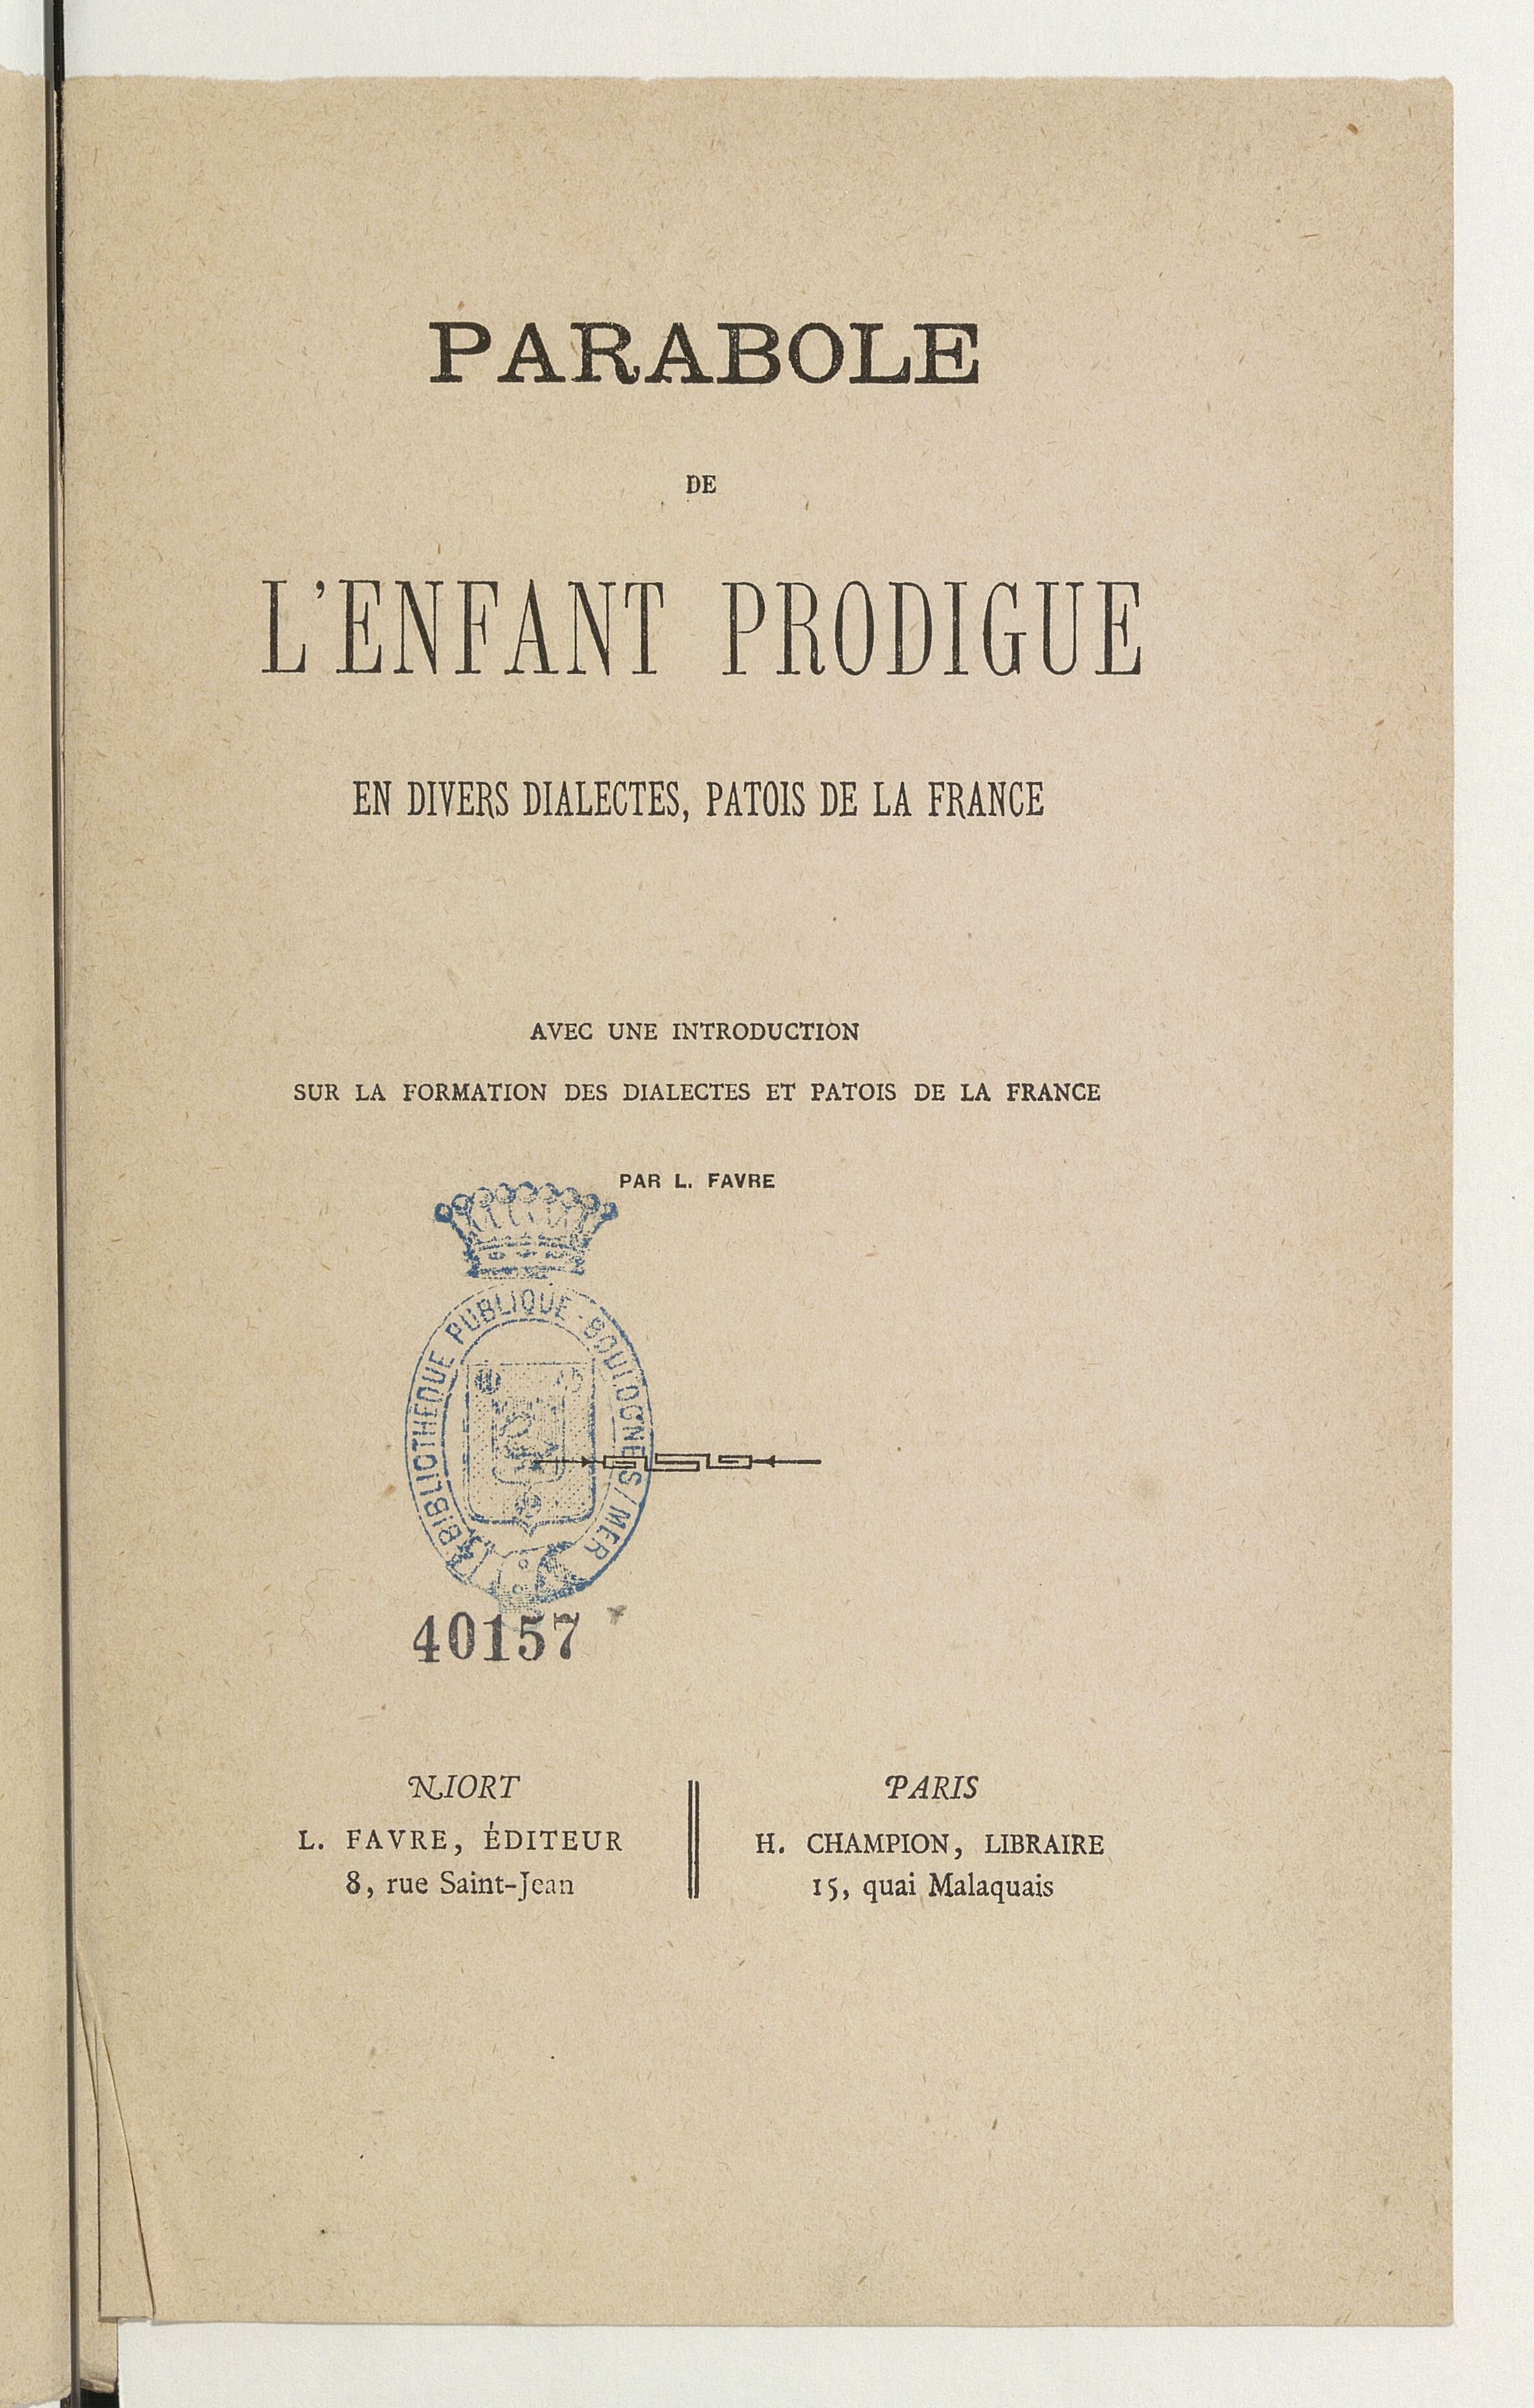 PARABOLE
DE
L'ENFANT PRODIGUE
EN DIVERS DIALECTES, PATOIS DE LA FRANCE
AVEC UNE INTRODUCTION
SUR LA FORMATION DES DIALECTES ET PATOIS DE LA FRANCE
PAR L. FAVRE
BIBLIOTHEQUE PUBLIQUE · BOULOGNE S/MER
40157
NIORT
L. FAVRE, ÉDITEUR
8, rue Saint-Jean
PARIS
H. CHAMPION, LIBRAIRE
15, quai Malaquais